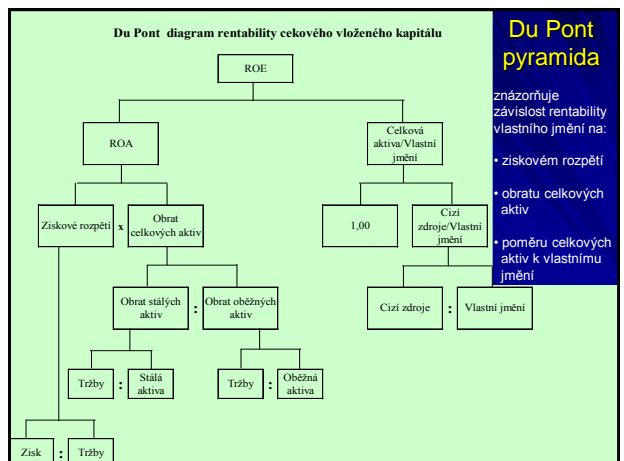 Du Pont diagram rentability cekového vloženého kapitálu
ROE
ROA
Celková
aktiva/Vlastní
jmění
Ziskové rozpětí
x
Obrat
celkových aktiv
1,00
Cizí
zdroje/Vlastní
jmění
Obrat stálých
aktiv
:
Obrat oběžných
aktiv
Cizí zdroje
:
Vlastní jmění
Tržby
:
Stálá
aktiva
Tržby
:
Oběžná
aktiva
Zisk
:
Tržby
Du Pont
pyramida
znázorňuje
závislost rentability
vlastního jmění na:
• ziskovém rozpětí
• obratu celkových
aktiv
• poměru celkových
aktiv k vlastnímu
jmění